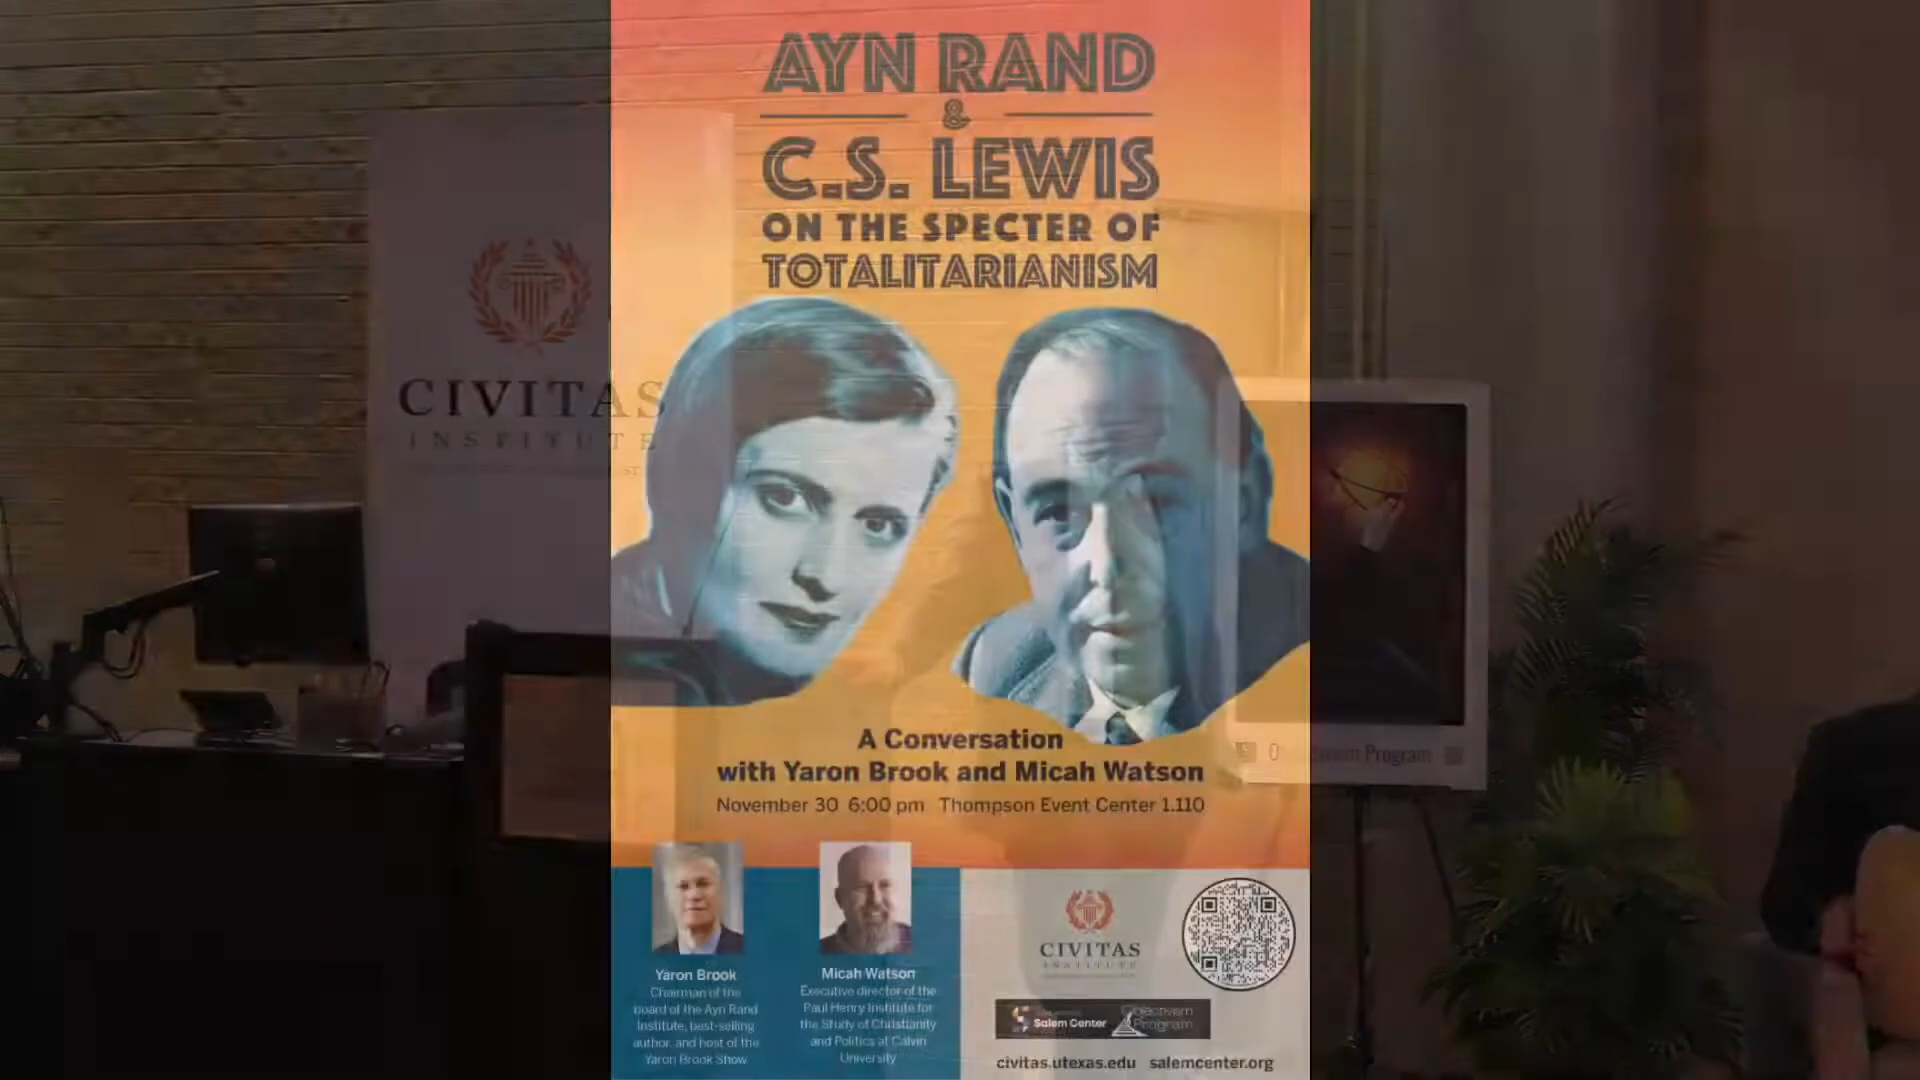 AYN RAND
&
C.S. LEWIS
ON THE SPECTER OF
TOTALITARIANISM
CIVITAS
INSTITUTE
A Conversation
with Yaron Brook and Micah Watson
November 30 6:00 pm Thompson Event Center 1.110
Program
Yaron Brook
Chairman of the
board of the Ayn Rand
Institute, best-selling
author, and host of the
Yaron Brook Show.
Micah Watson
Executive director of the
Paul Henry Institute for
the Study of Christianity
and Politics at Calvin
University
CIVITAS
INSTITUTE
Salem Center
Objectivism
Program
civitas.utexas.edu salemcenter.org